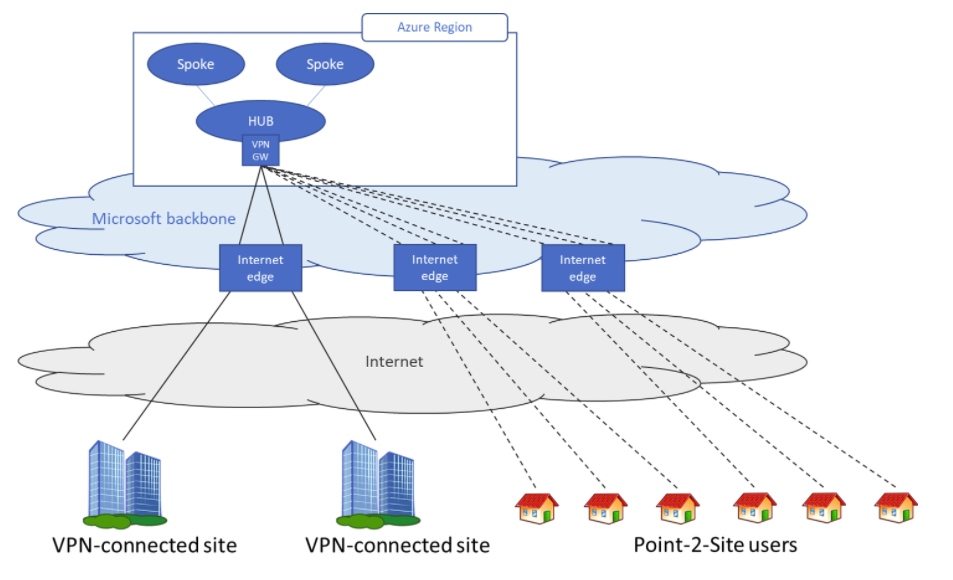 Azure Region
Spoke
Spoke
HUB
VPN
GW
Microsoft backbone
Internet
edge
Internet
edge
Internet
edge
Internet
VPN-connected site
VPN-connected site
Point-2-Site users